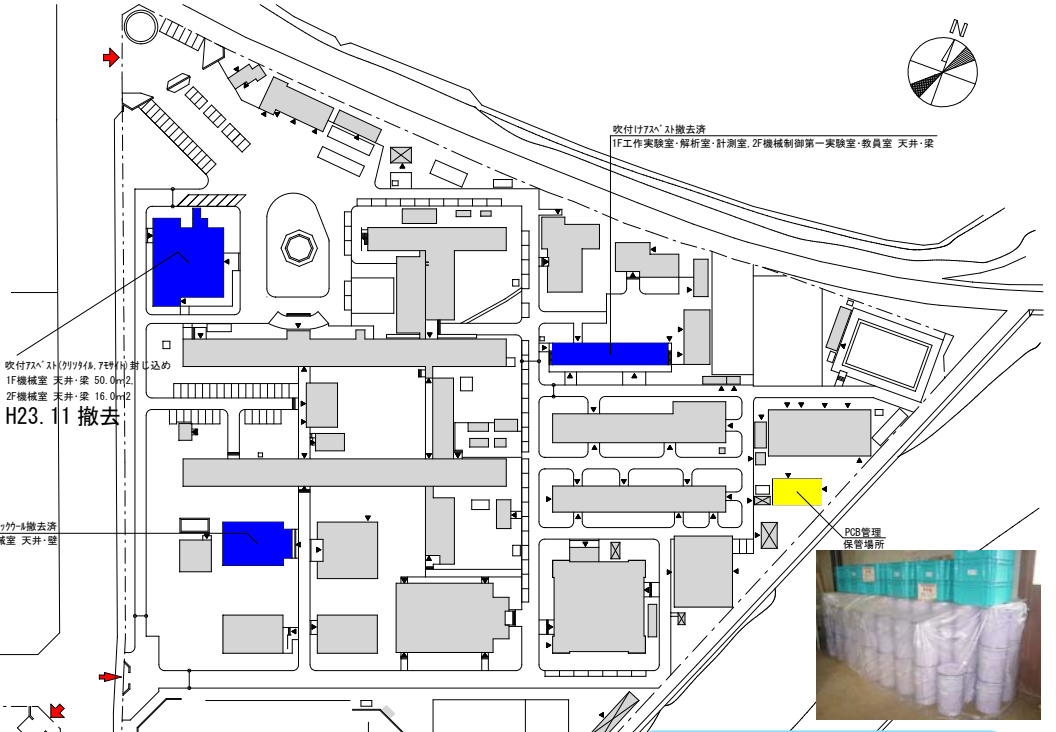 N
吹付けアスベスト撤去済
1F工作実験室・解析室・計測室、2F機械制御第一実験室・教員室 天井・梁
吹付アスベスト(クリソタイル、アモサイト)封じ込め
1F機械室 天井・梁 50.0m2、
2F機械室 天井・梁 16.0m2
H23.11 撤去
ックウール撤去済
械室 天井・壁
PCB管理
保管場所